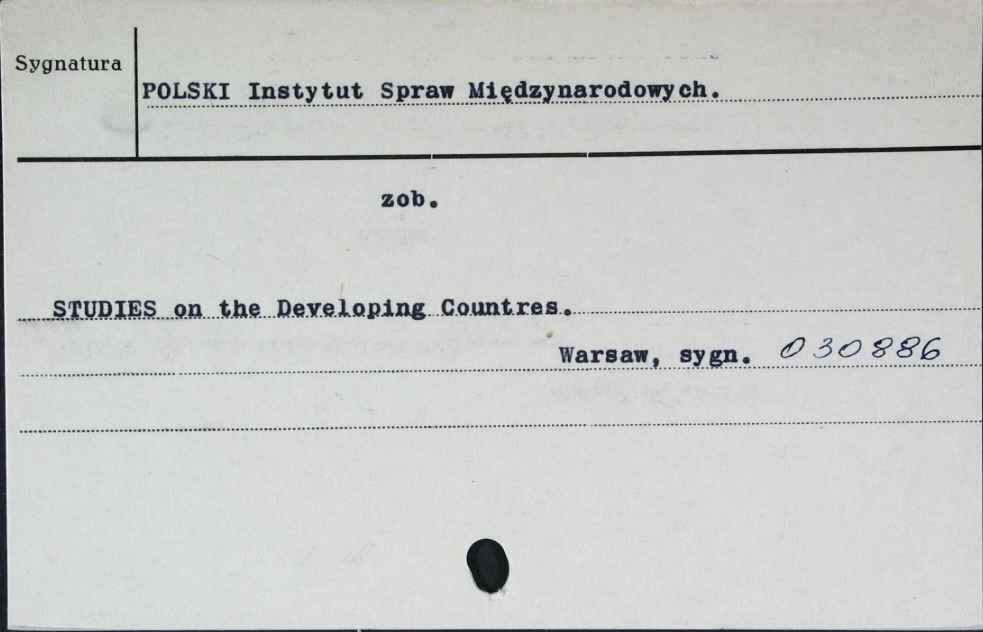 Sygnatura
POLSKI Instytut Spraw Międzynarodowych.
zob.
STUDIES on the Developing Countres.
Warsaw, sygn. 030886